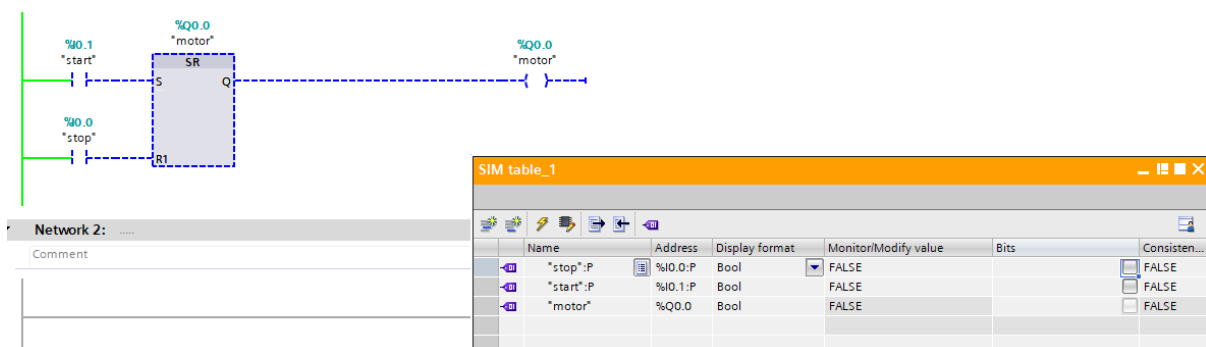 %Q0.0
%I0.1 "motor" %Q0.0
"start" SR "motor"
S Q
%I0.0
"stop"
R1
SIM table_1
Network 2: .....
Comment
Name Address Display format Monitor/Modify value Bits Consisten...
"stop":P %I0.0:P Bool FALSE FALSE
"start":P %I0.1:P Bool FALSE FALSE
"motor" %Q0.0 Bool FALSE FALSE